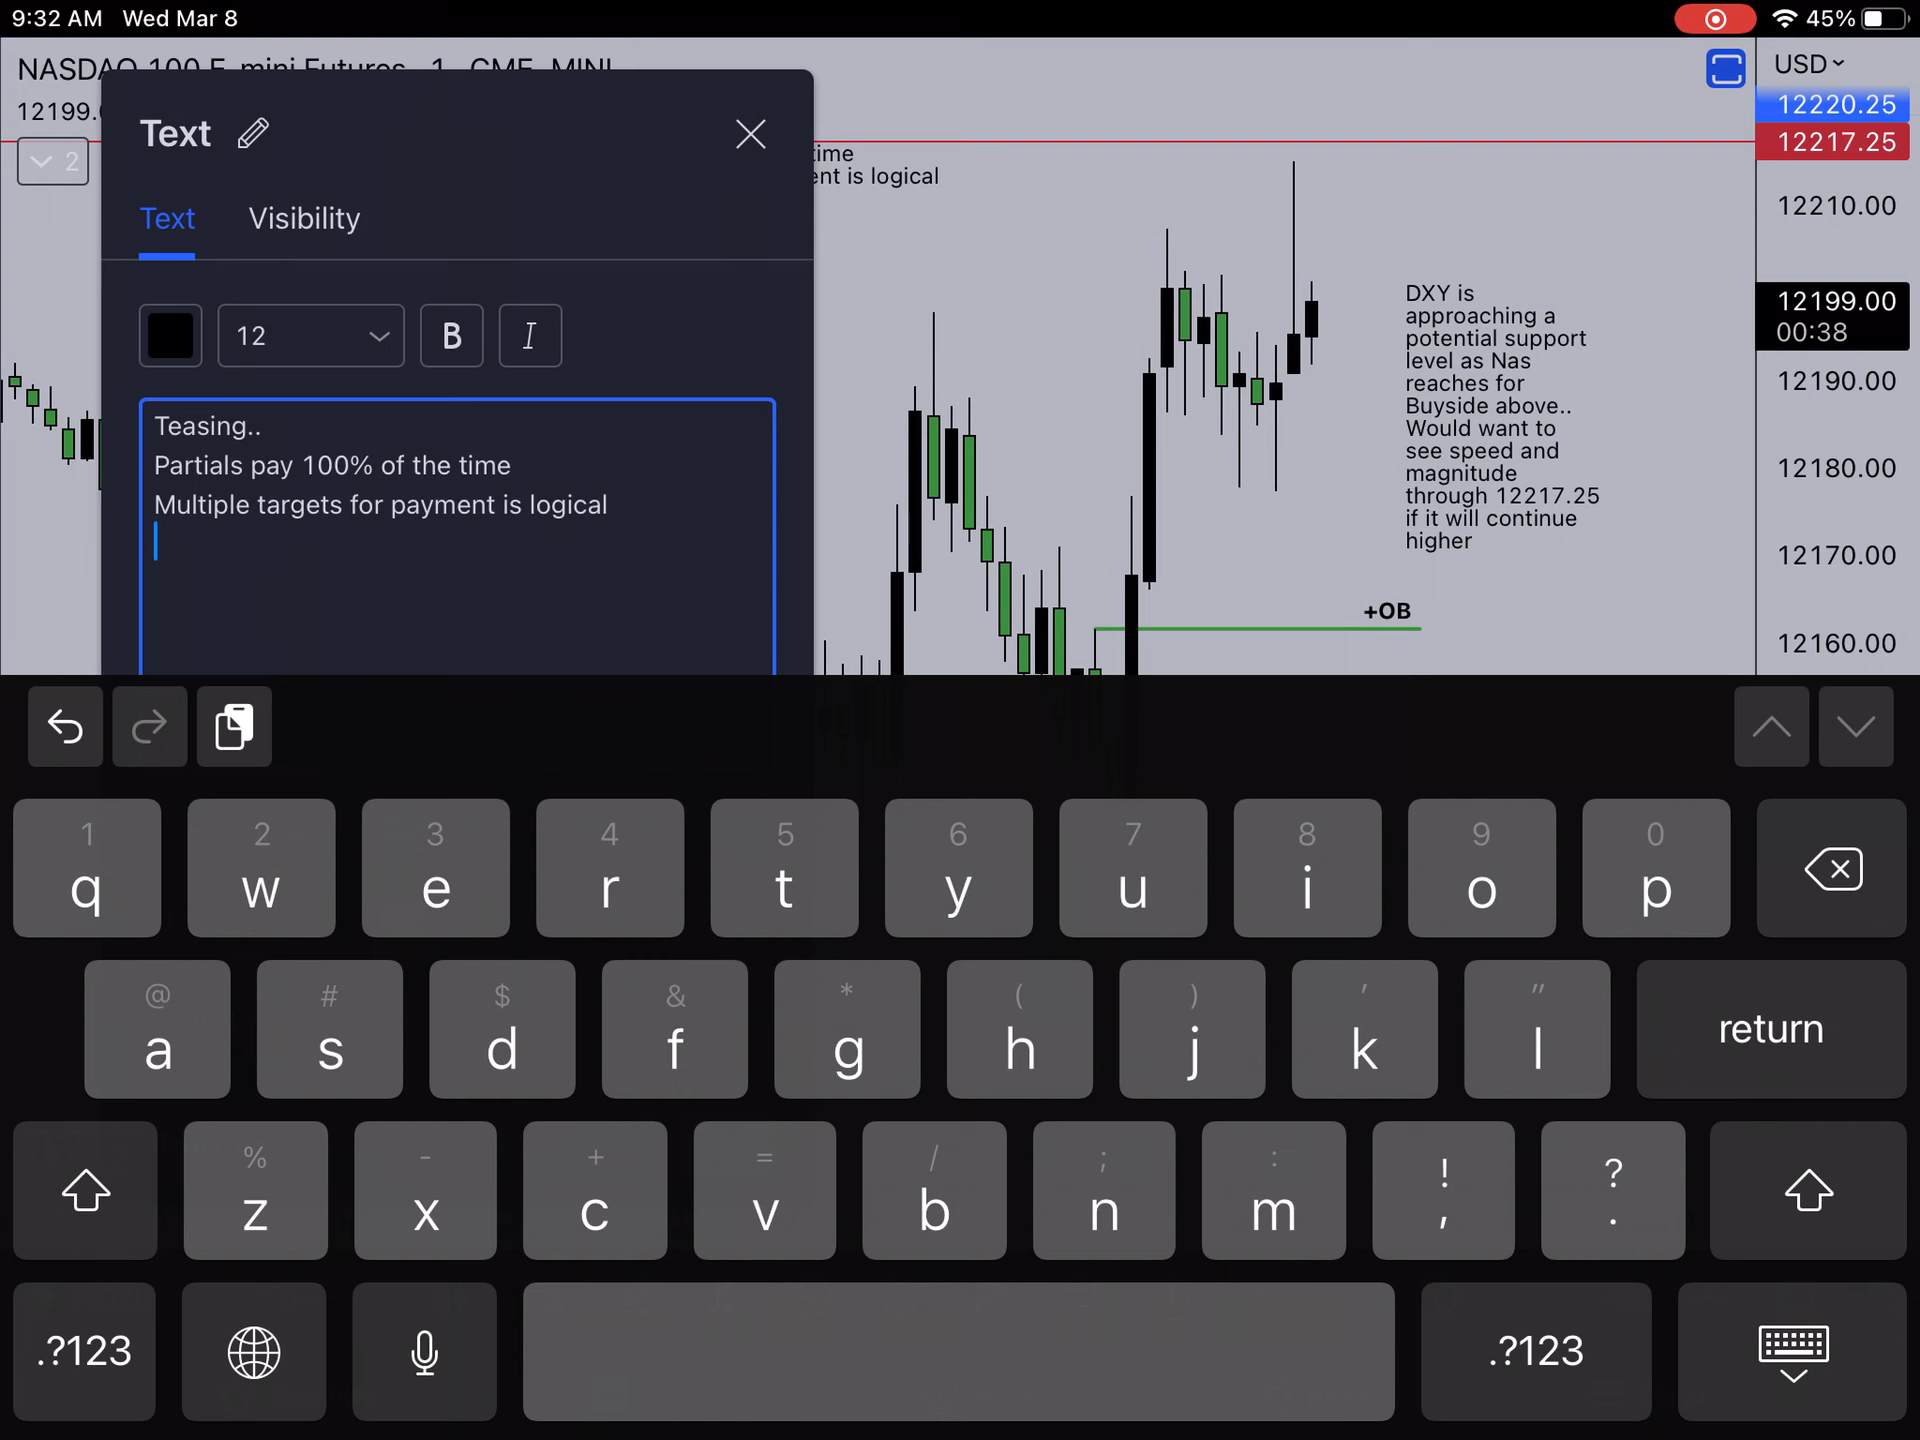 9:32 AM Wed Mar 8
45%
NASDAQ 100 E-mini Futures · 1 · CME_MINI
12199.
2
Text
Text Visibility
12
B
I
Teasing..
Partials pay 100% of the time
Multiple targets for payment is logical
time
ent is logical
DXY is
approaching a
potential support
level as Nas
reaches for
Buyside above..
Would want to
see speed and
magnitude
through 12217.25
if it will continue
higher
+OB
USD
12220.25
12217.25
12210.00
12199.00
00:38
12190.00
12180.00
12170.00
12160.00
1 2 3 4 5 6 7 8 9 0
q w e r t y u i o p
@ # $ & * ( ) ' "
a s d f g h j k l return
% - + = / ; : ! ?
z x c v b n m , .
.?123 .?123